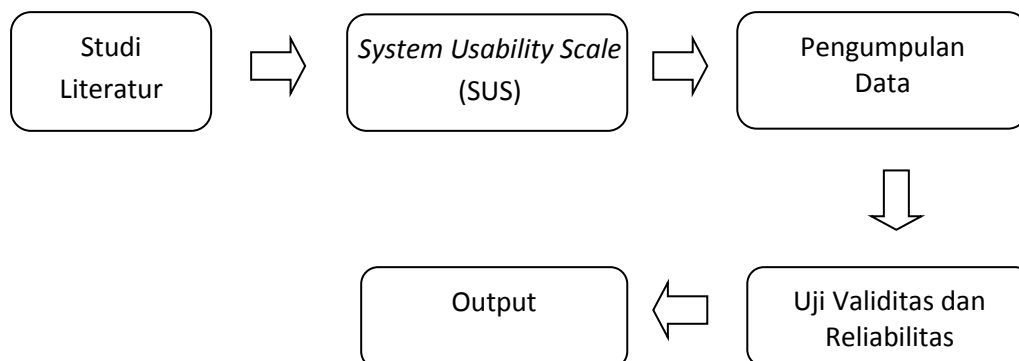 Studi
Literatur
System Usability Scale
(SUS)
Pengumpulan
Data
Output
Uji Validitas dan
Reliabilitas